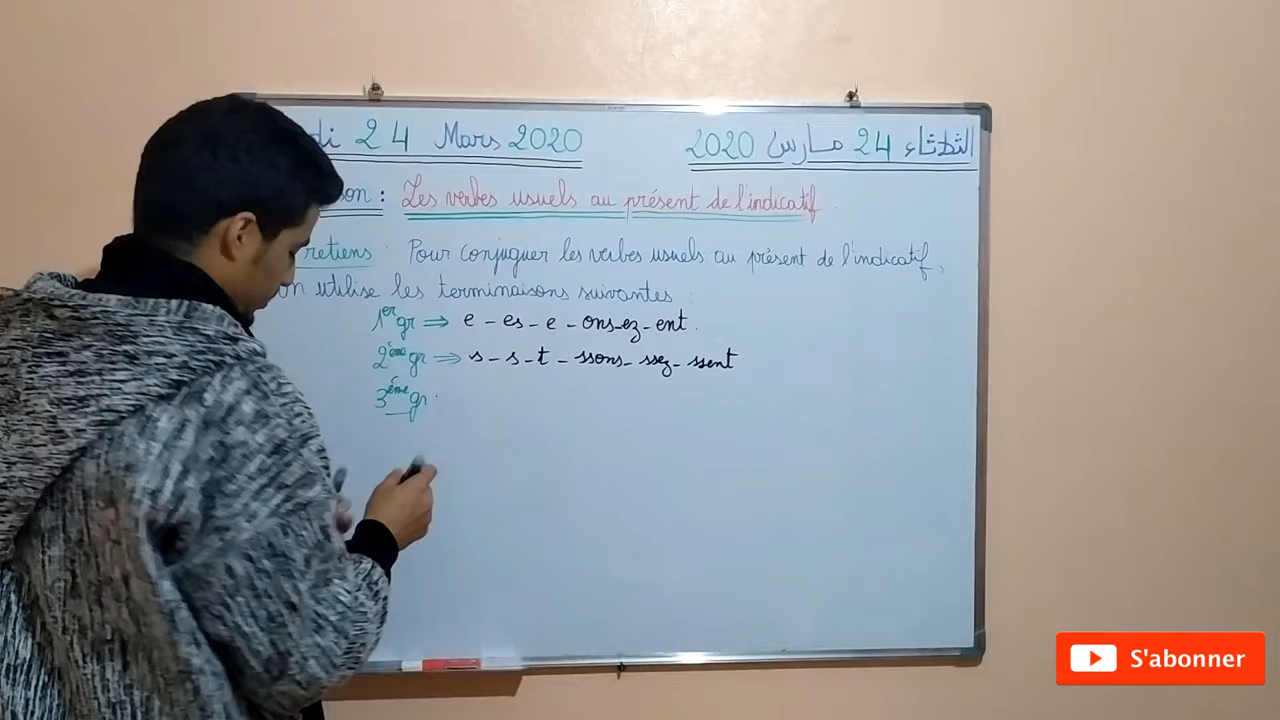 di 24 Mars 2020
الثلاثاء 24 مارس 2020
son : Les verbes usuels au présent de l'indicatif
retiens : Pour conjuguer les verbes usuels au présent de l'indicatif,
on utilise les terminaisons suivantes :
1er gr ⇒ e - es - e - ons - ez - ent.
2ème gr ⇒ s - s - t - ssons - ssez - ssent
3ème gr.
S'abonner